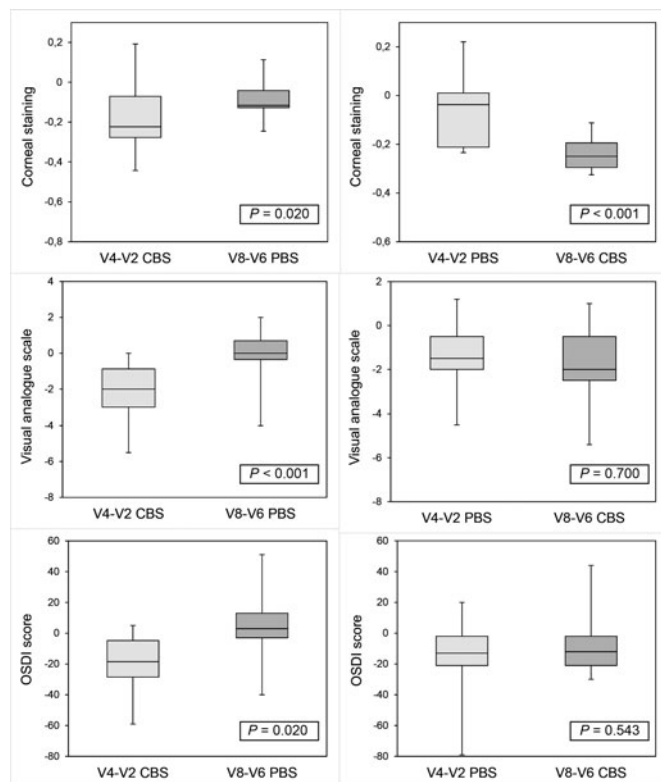 Corneal staining
0,2
0
-0,2
-0,4
-0,6
-0,8
P = 0.020
V4-V2 CBS V8-V6 PBS
Corneal staining
0,2
0
-0,2
-0,4
-0,6
P < 0.001
V4-V2 PBS V8-V6 CBS
Visual analogue scale
4
2
0
-2
-4
-6
-8
P < 0.001
V4-V2 CBS V8-V6 PBS
Visual analogue scale
2
0
-2
-4
-6
-8
P = 0.700
V4-V2 PBS V8-V6 CBS
OSDI score
60
40
20
0
-20
-40
-60
-80
P = 0.020
V4-V2 CBS V8-V6 PBS
OSDI score
60
40
20
0
-20
-40
-60
-80
P = 0.543
V4-V2 PBS V8-V6 CBS